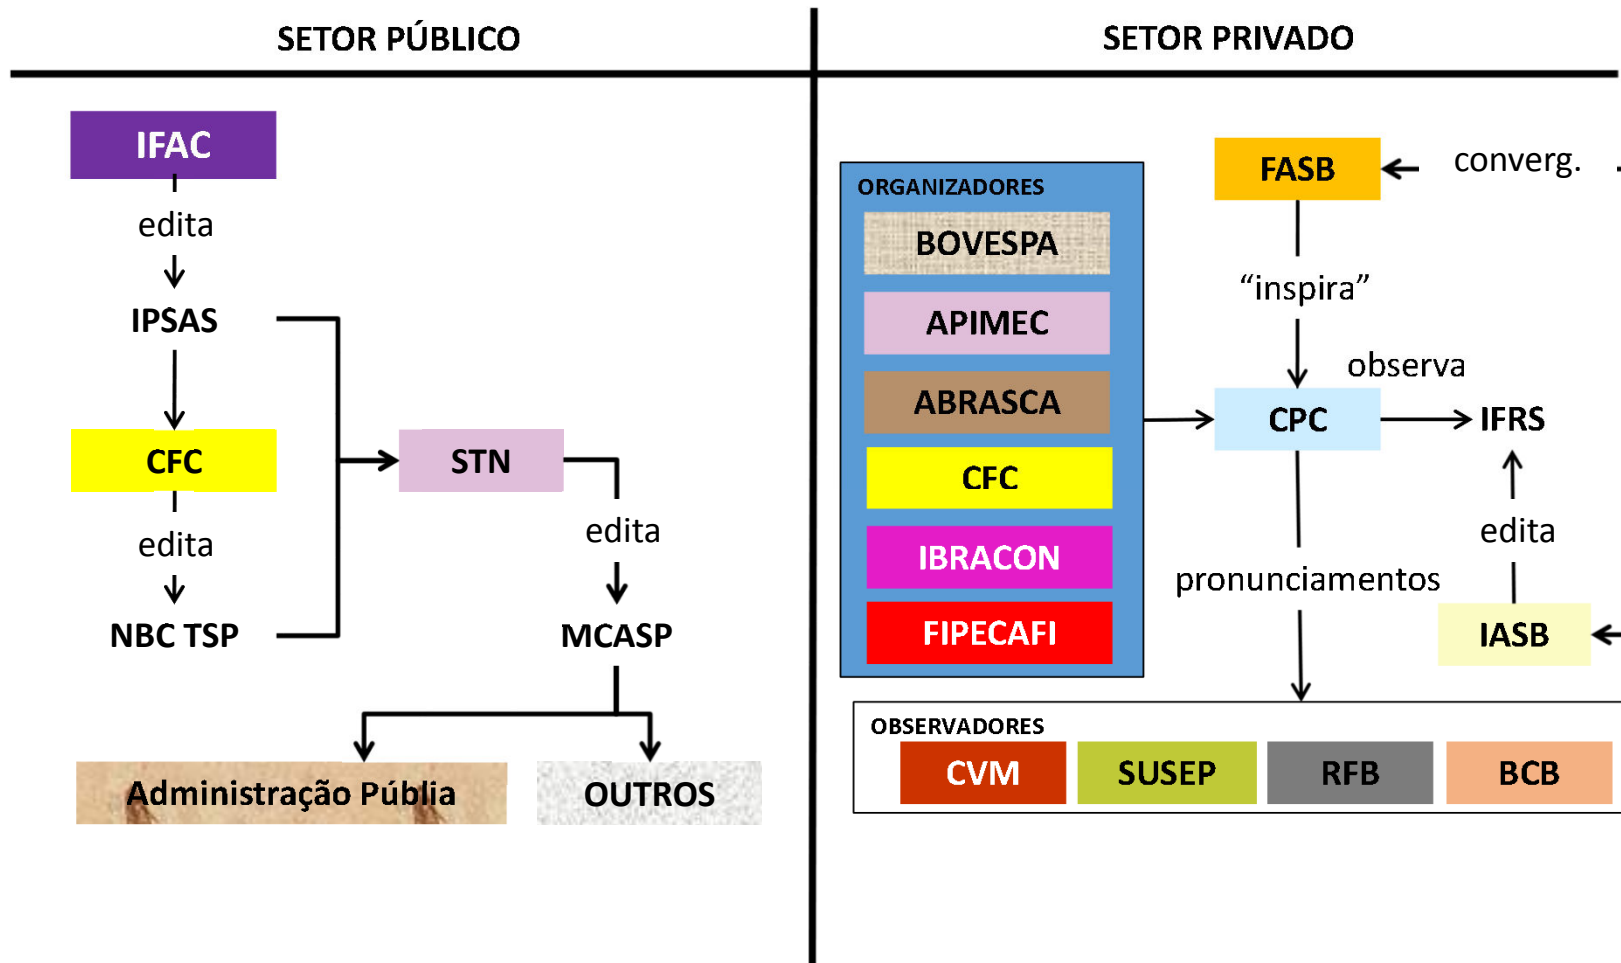 SETOR PÚBLICO
IFAC
edita
IPSAS
CFC
edita
NBC TSP
STN
edita
MCASP
Administração Públia
OUTROS
SETOR PRIVADO
ORGANIZADORES
BOVESPA
APIMEC
ABRASCA
CFC
IBRACON
FIPECAFI
FASB
converg.
“inspira”
observa
CPC
IFRS
edita
pronunciamentos
IASB
OBSERVADORES
CVM
SUSEP
RFB
BCB